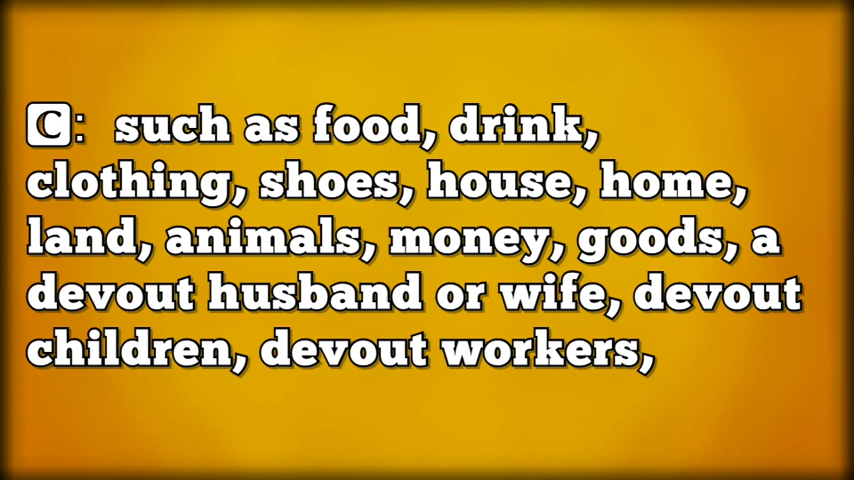 C: such as food, drink,
clothing, shoes, house, home,
land, animals, money, goods, a
devout husband or wife, devout
children, devout workers,